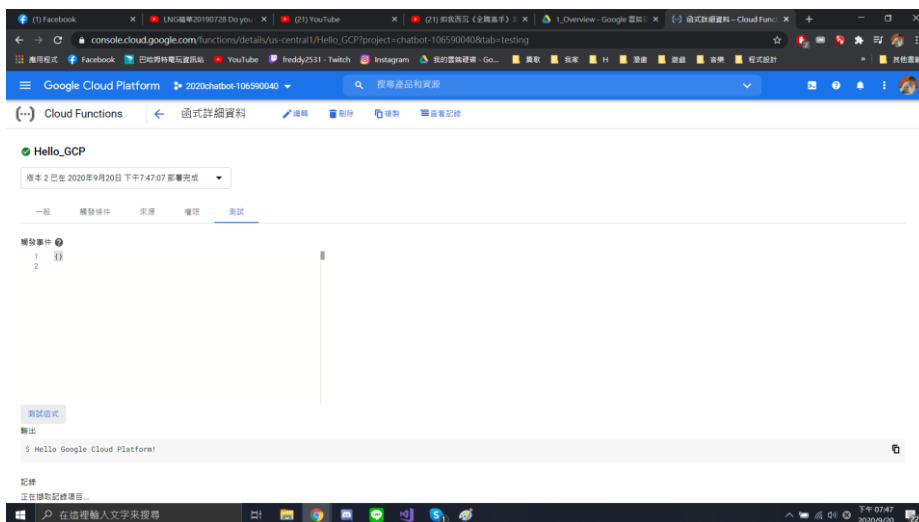 (1) Facebook
LNG精華20190728 Do you
(21) YouTube
(21) 如我西沉《全職高手》
1_Overview - Google 雲端
函式詳細資料 – Cloud Funct
console.cloud.google.com/functions/details/us-central1/Hello_GCP?project=chatbot-106590040&tab=testing
應用程式
Facebook
巴哈姆特電玩資訊站
YouTube
freddy2531 - Twitch
Instagram
我的雲端硬碟 - Go...
我家
H
遊戲
音樂
程式設計
»
其他書籤
Google Cloud Platform
2020chatbot-106590040
搜尋產品和資源
Cloud Functions
函式詳細資料
編輯
刪除
複製
查看記錄
Hello_GCP
版本 2 已在 2020年9月20日 下午7:47:07 部署完成
一般
觸發條件
來源
權限
測試
觸發事件
1 {}
2
測試函式
輸出
$ Hello Google Cloud Platform!
記錄
正在擷取記錄項目...
在這裡輸入文字來搜尋
下午 07:47
2020/9/20